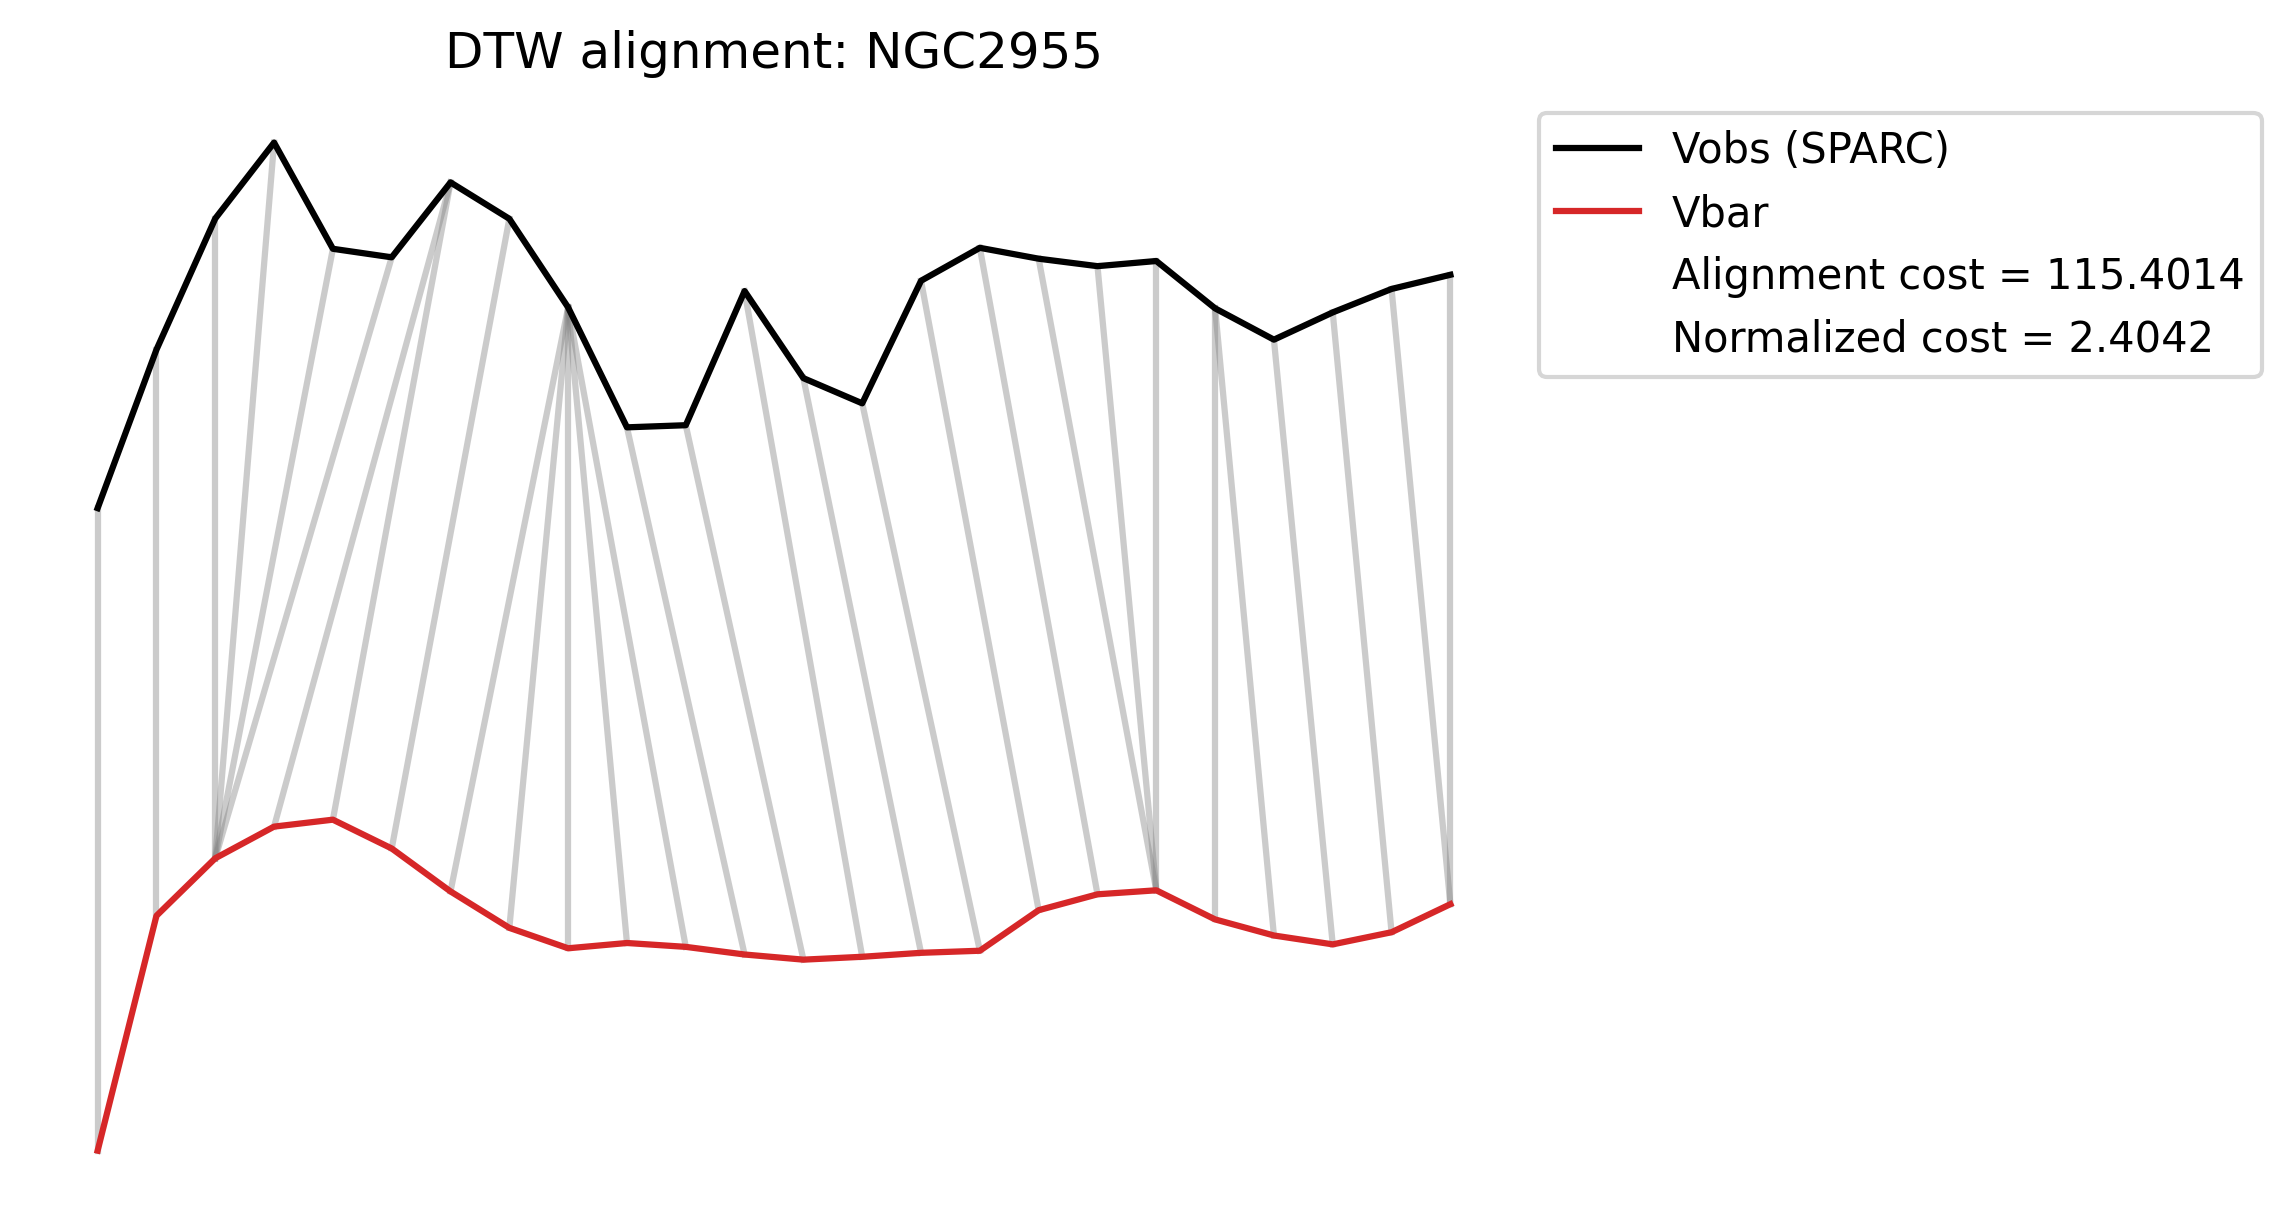 DTW alignment: NGC2955
Vobs (SPARC)
Vbar
Alignment cost = 115.4014
Normalized cost = 2.4042